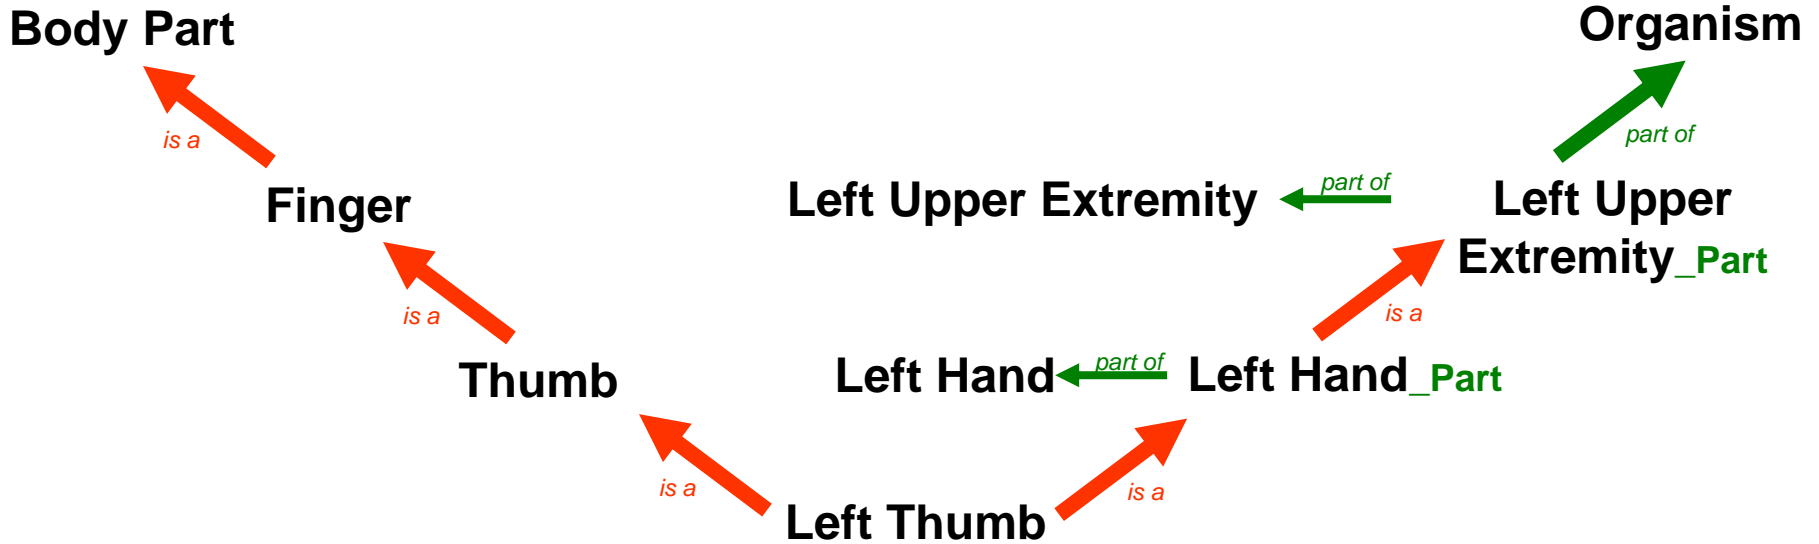 Body Part
Organism
is a
part of
Finger
Left Upper Extremity
part of
Left Upper
Extremity_Part
is a
is a
Thumb
Left Hand
part of
Left Hand_Part
is a
is a
Left Thumb